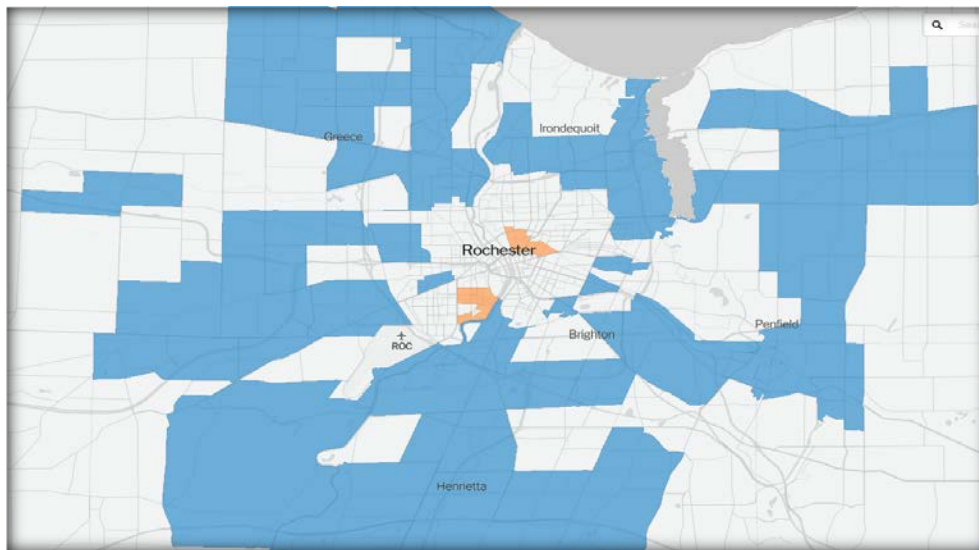 Greece
Irondequoit
Rochester
ROC
Brighton
Penfield
Henrietta